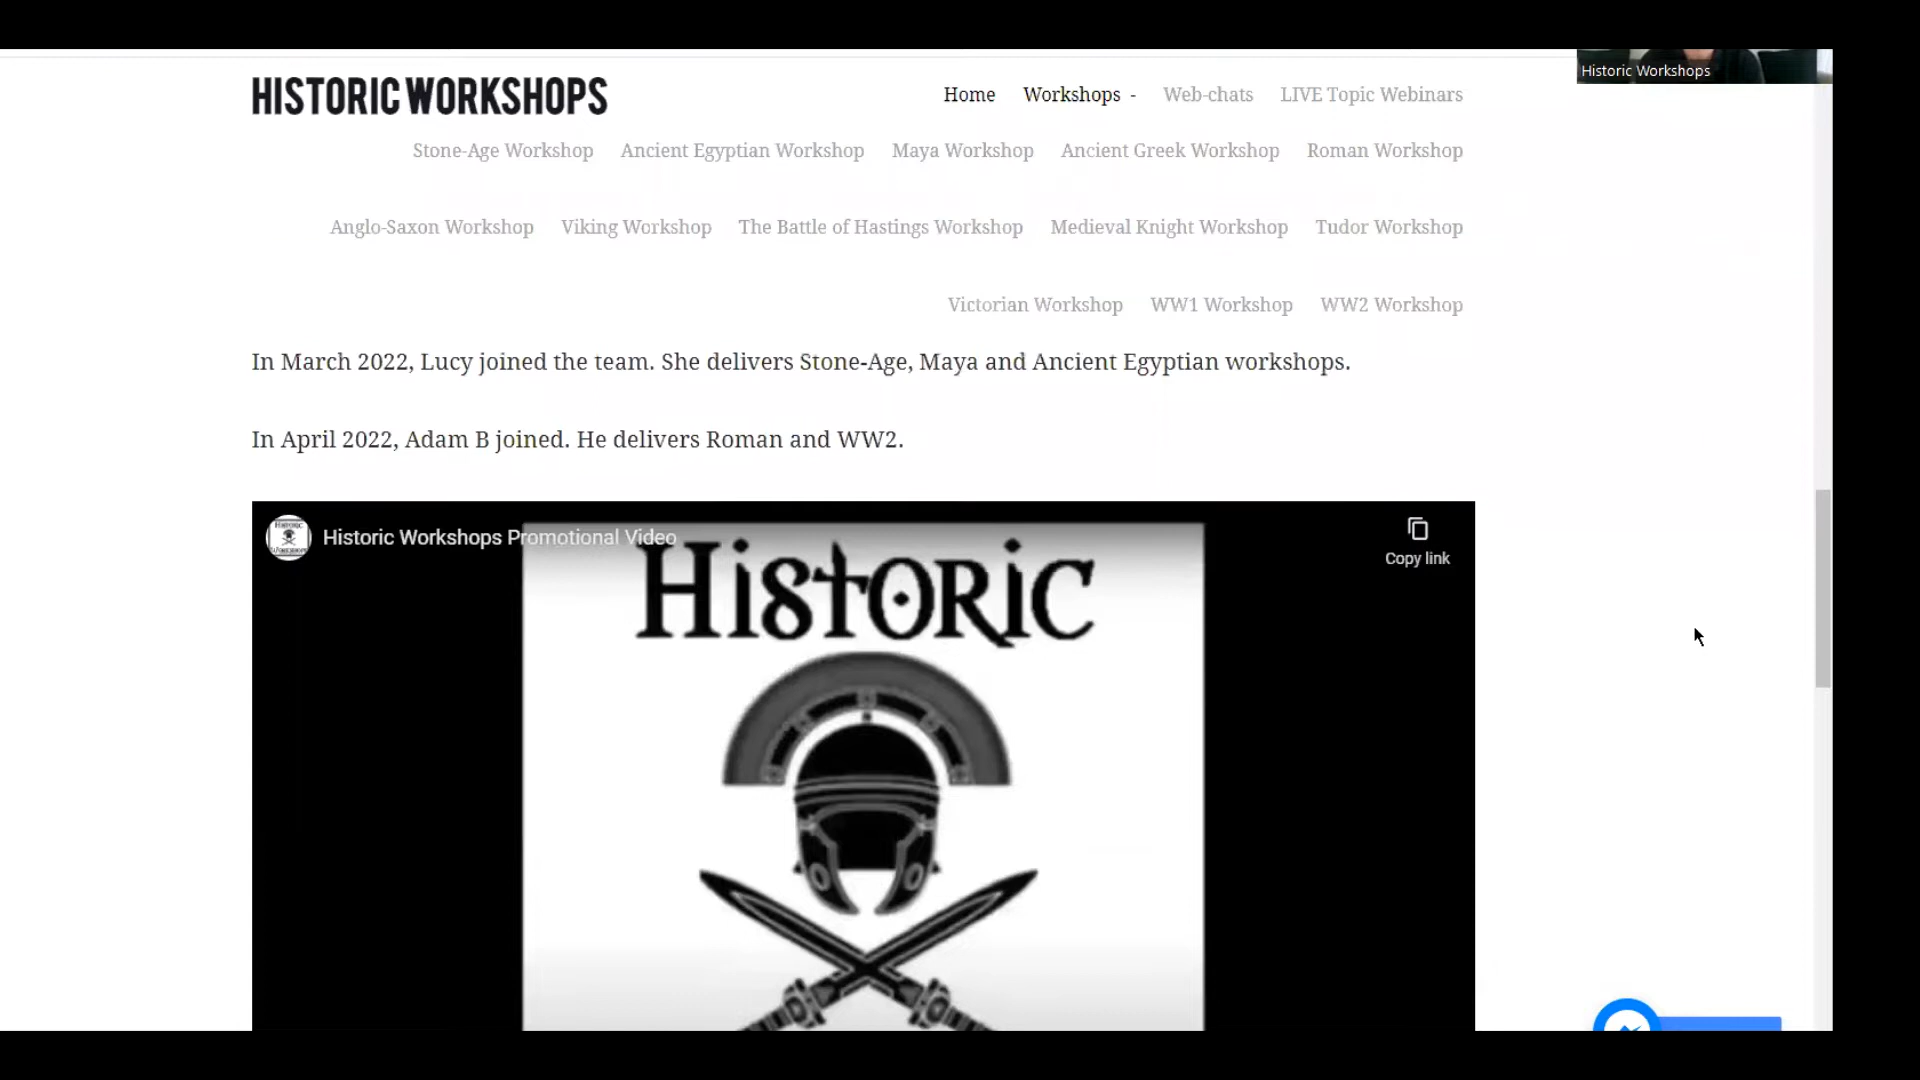 Historic Workshops
HISTORIC WORKSHOPS
Home Workshops - Web-chats LIVE Topic Webinars
Stone-Age Workshop Ancient Egyptian Workshop Maya Workshop Ancient Greek Workshop Roman Workshop
Anglo-Saxon Workshop Viking Workshop The Battle of Hastings Workshop Medieval Knight Workshop Tudor Workshop
Victorian Workshop WW1 Workshop WW2 Workshop
In March 2022, Lucy joined the team. She delivers Stone-Age, Maya and Ancient Egyptian workshops.
In April 2022, Adam B joined. He delivers Roman and WW2.
Historic Workshops Promotional Video
Copy link
HISTORIC